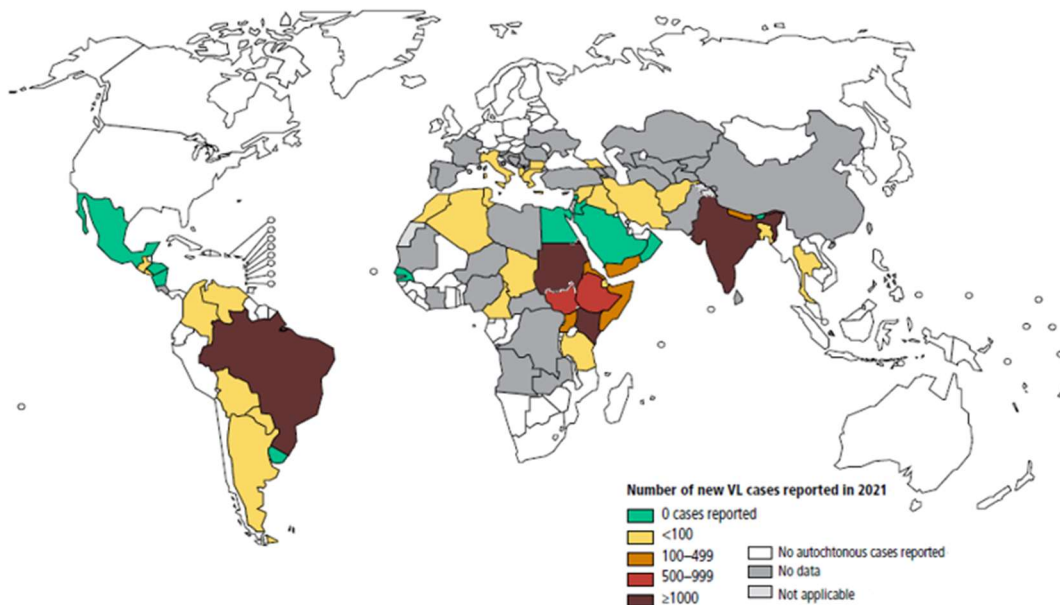 Number of new VL cases reported in 2021
0 cases reported
<100
100–499
500–999
≥1000
No autochtonous cases reported
No data
Not applicable